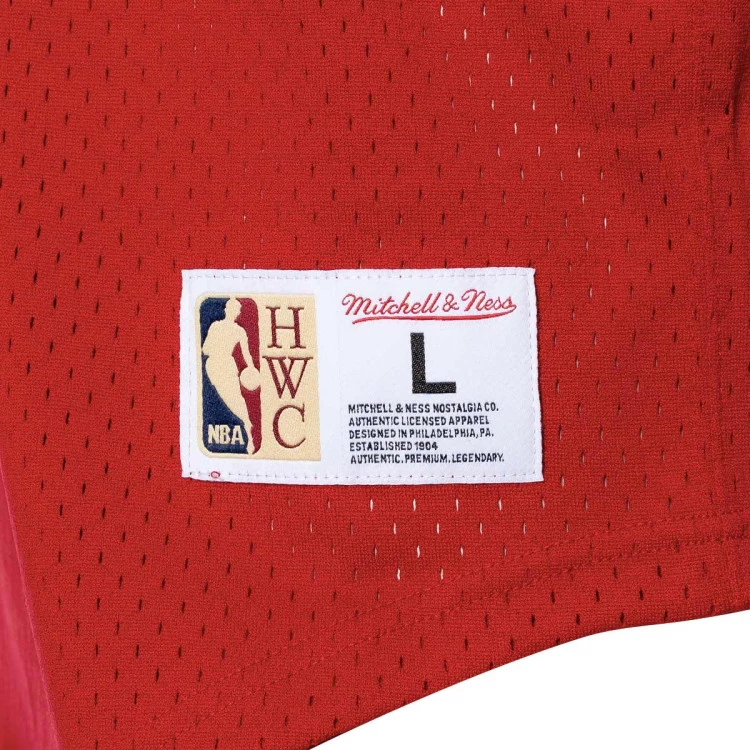 H
W
C
NBA
Mitchell & Ness
L
MITCHELL & NESS NOSTALGIA CO.
AUTHENTIC LICENSED APPAREL
DESIGNED IN PHILADELPHIA, PA.
ESTABLISHED 1904
AUTHENTIC. PREMIUM. LEGENDARY.